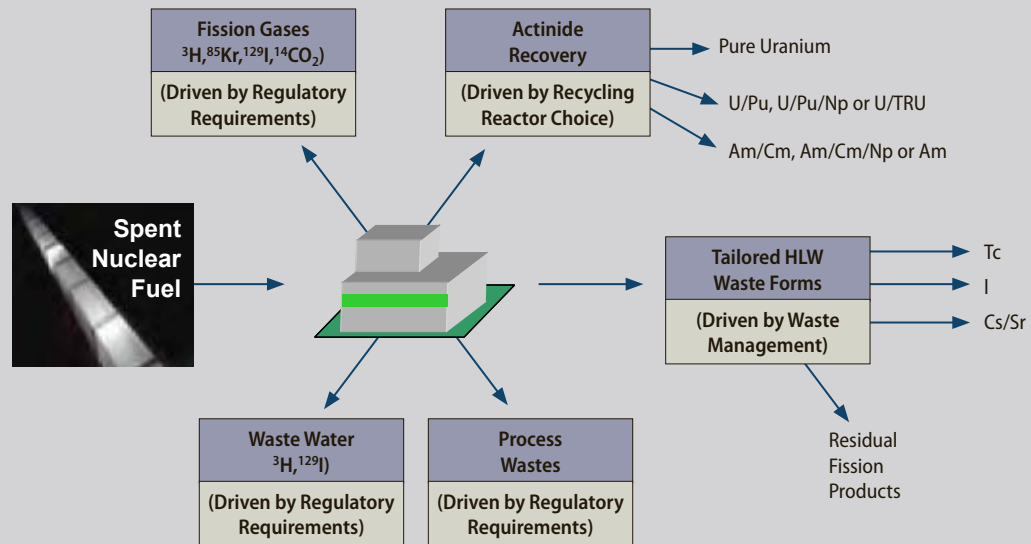 Fission Gases
³H,⁸⁵Kr,¹²⁹I,¹⁴CO₂)
(Driven by Regulatory
Requirements)
Actinide
Recovery
(Driven by Recycling
Reactor Choice)
Pure Uranium
U/Pu, U/Pu/Np or U/TRU
Am/Cm, Am/Cm/Np or Am
Spent
Nuclear
Fuel
Tailored HLW
Waste Forms
(Driven by Waste
Management)
Tc
I
Cs/Sr
Residual
Fission
Products
Waste Water
³H,¹²⁹I)
(Driven by Regulatory
Requirements)
Process
Wastes
(Driven by Regulatory
Requirements)